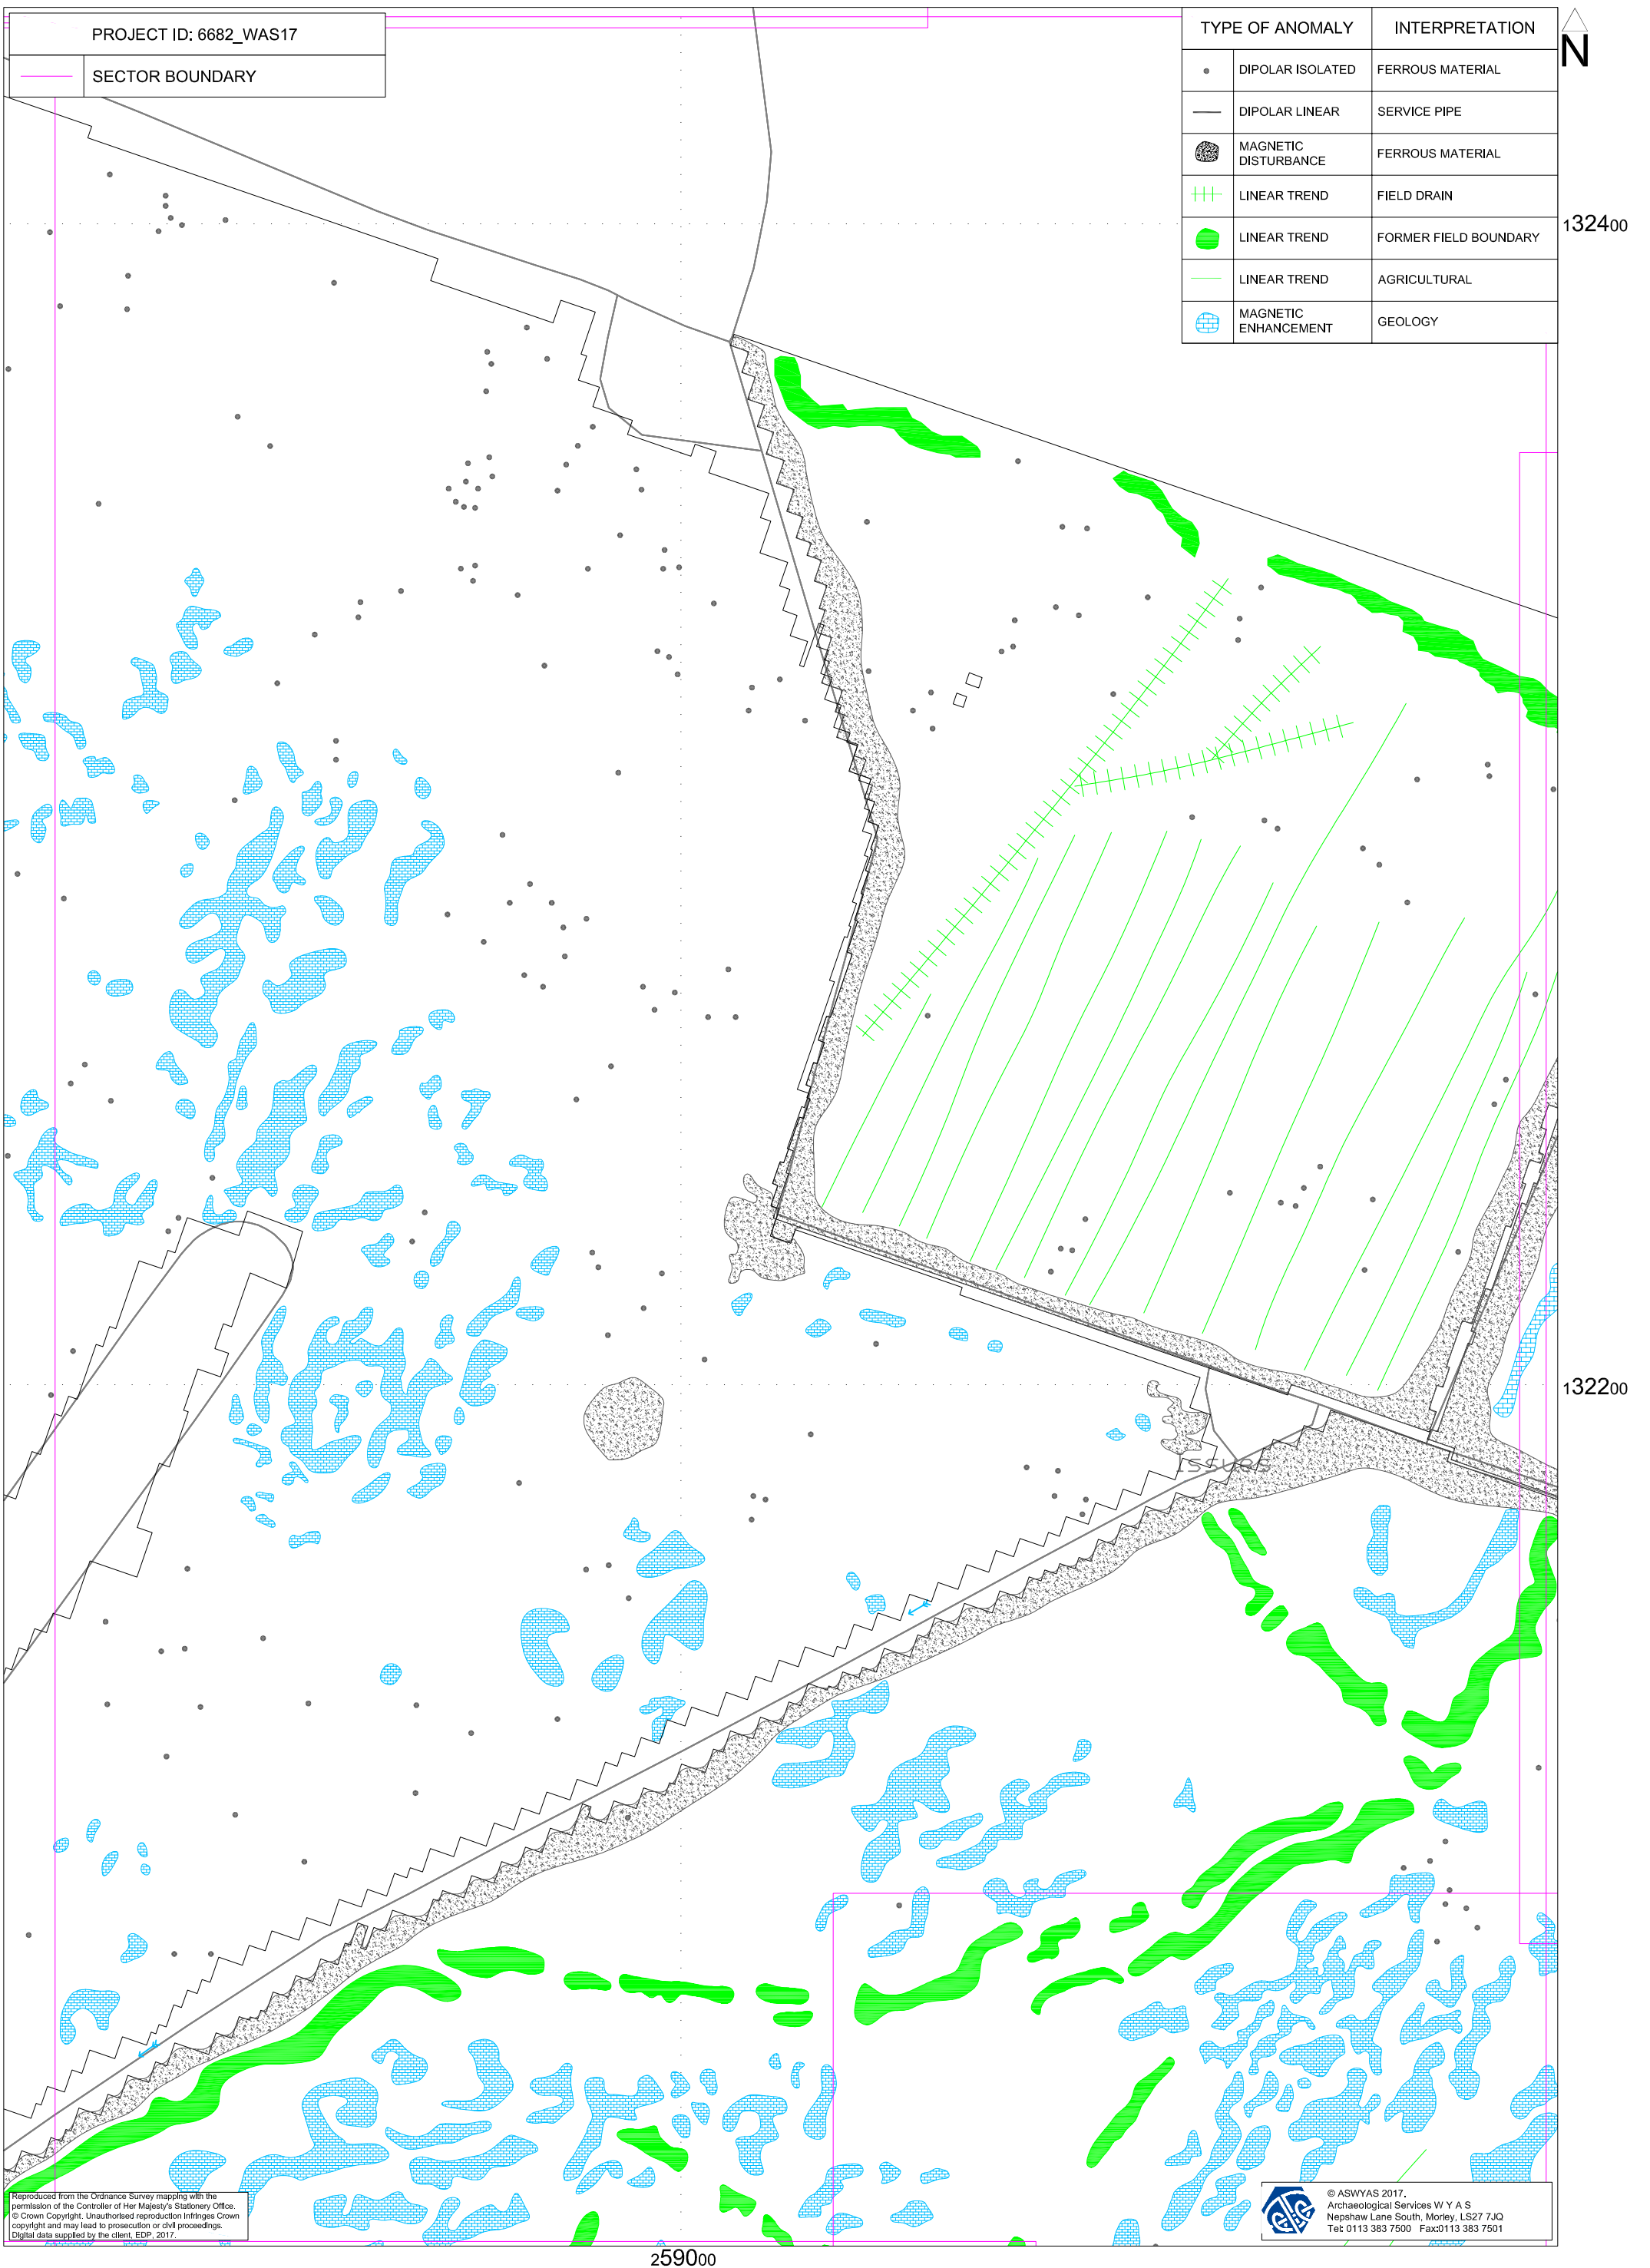 PROJECT ID: 6682_WAS17
SECTOR BOUNDARY
TYPE OF ANOMALY INTERPRETATION
DIPOLAR ISOLATED FERROUS MATERIAL
DIPOLAR LINEAR SERVICE PIPE
MAGNETIC
DISTURBANCE FERROUS MATERIAL
LINEAR TREND FIELD DRAIN
LINEAR TREND FORMER FIELD BOUNDARY
LINEAR TREND AGRICULTURAL
MAGNETIC
ENHANCEMENT GEOLOGY
N
132400
132200
ISSUES
Reproduced from the Ordnance Survey mapping with the
permission of the Controller of Her Majesty's Stationery Office.
© Crown Copyright. Unauthorised reproduction infringes Crown
copyright and may lead to prosecution or civil proceedings.
Digital data supplied by the client, EDP, 2017.
© ASWYAS 2017.
Archaeological Services W Y A S
Nepshaw Lane South, Morley, LS27 7JQ
Tel: 0113 383 7500 Fax:0113 383 7501
259000